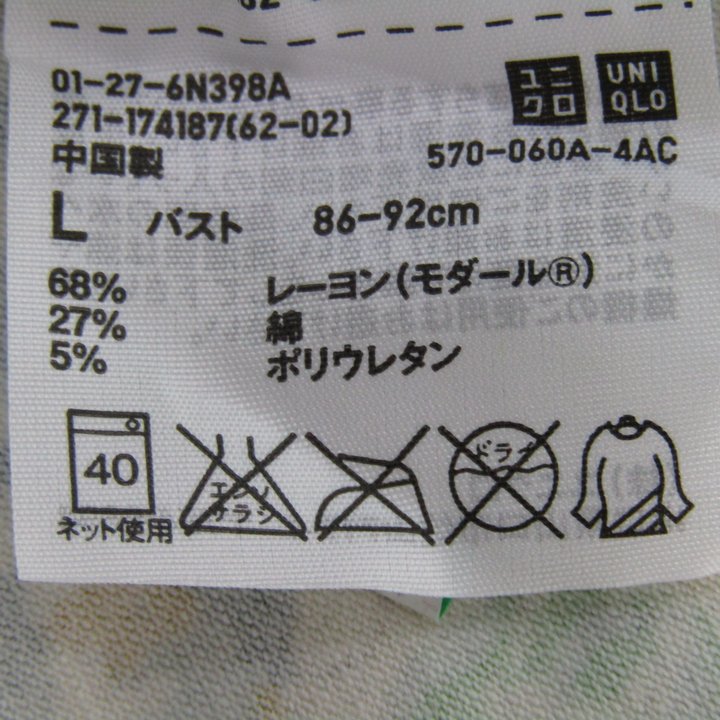 01-27-6N398A
271-174187(62-02)
中国製
ユニクロ
UNIQLO
570-060A-4AC
L バスト 86-92cm
68% レーヨン(モダール®)
27% 綿
5% ポリウレタン
40
ネット使用
エンソ
サラシ
ドライ